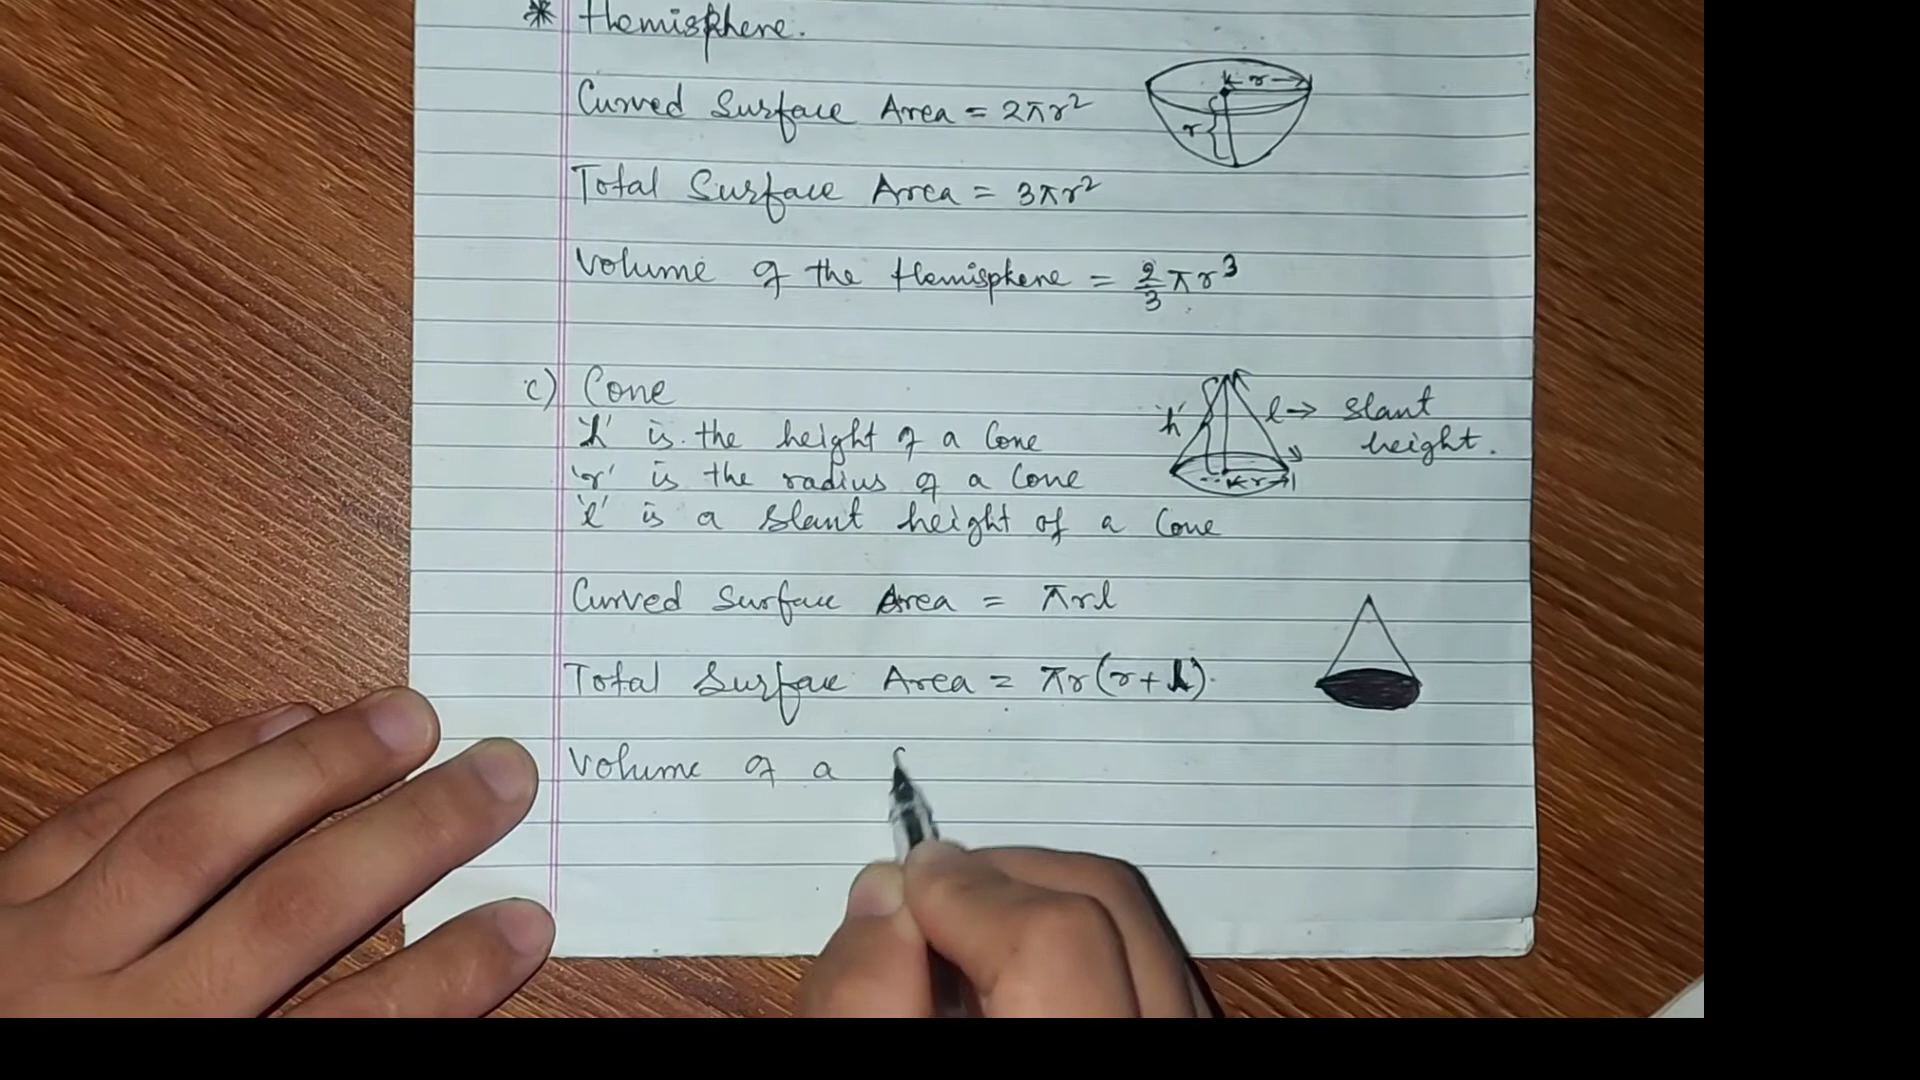 * Hemisphere.
r
r
Curved Surface Area = 2πr²
Total Surface Area = 3πr²
Volume of the Hemisphere = 2/3 πr³
c) Cone
'h' l → slant height.
r
'h' is the height of a Cone
'r' is the radius of a Cone
'l' is a slant height of a Cone
Curved Surface Area = πrl
Total Surface Area = πr(r+l).
Volume of a